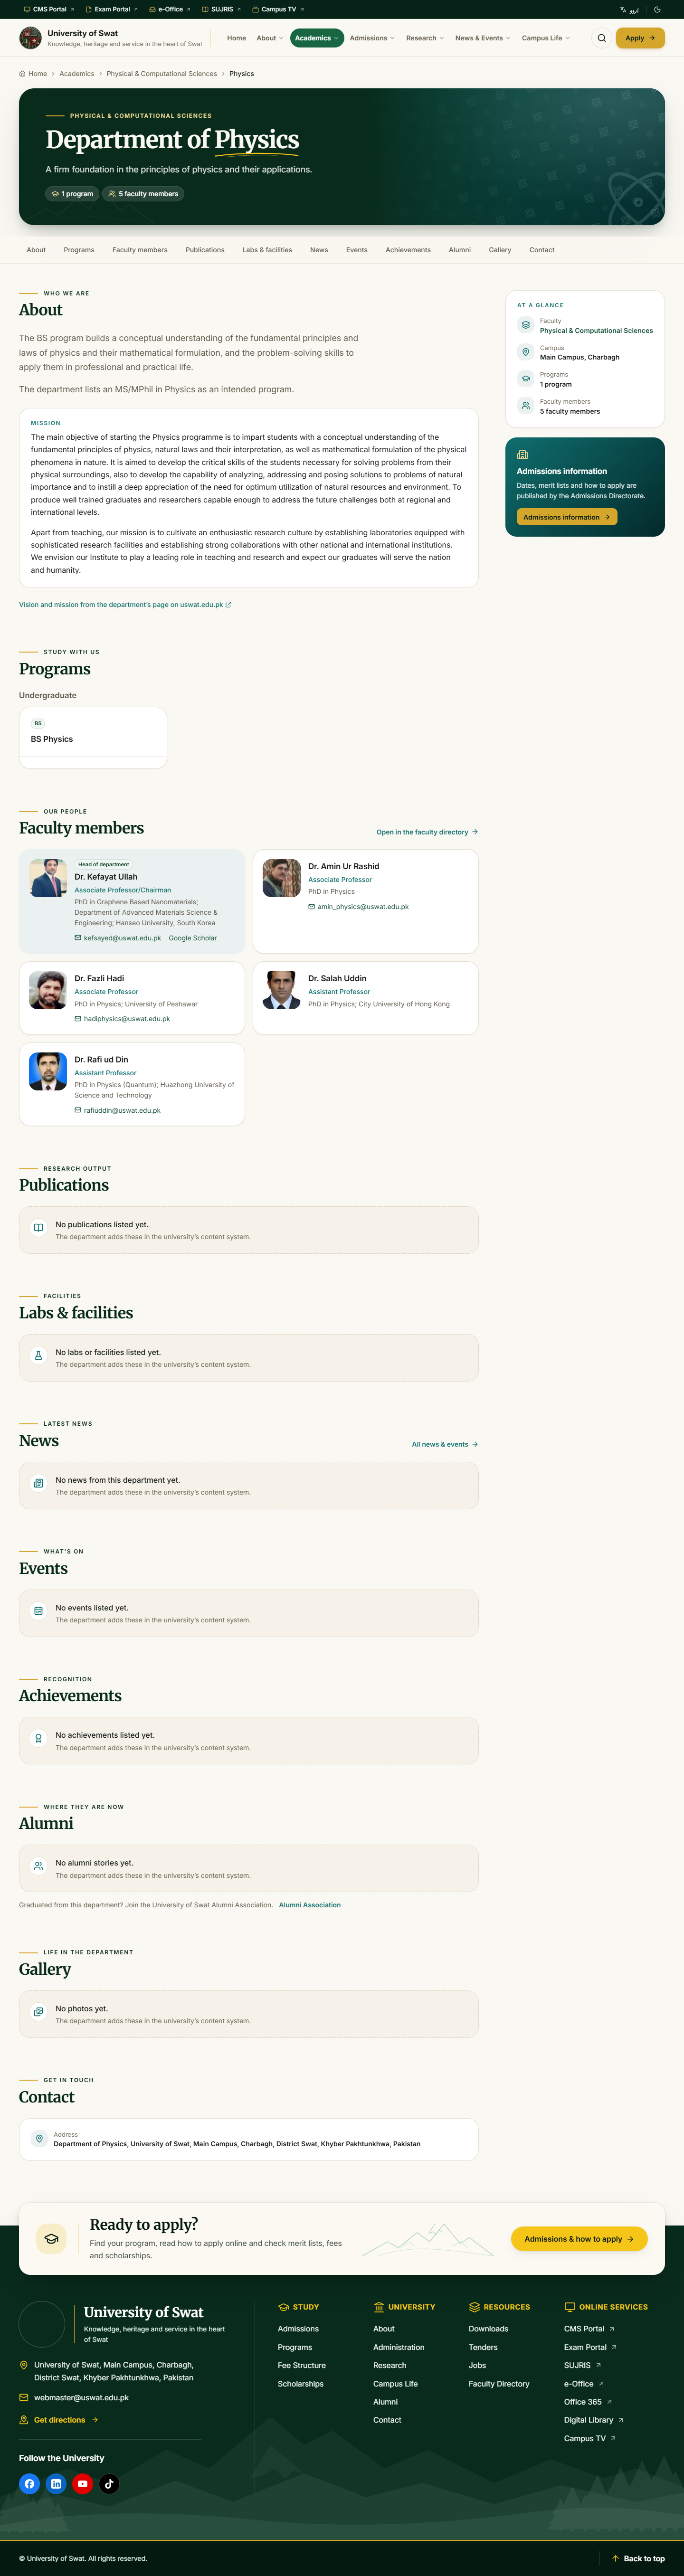 CMS Portal
Exam Portal
e-Office
SUJRIS
Campus TV
اردو
University of Swat
Knowledge, heritage and service in the heart of Swat
Home
About
Academics
Admissions
Research
News & Events
Campus Life
Apply
Home > Academics > Physical & Computational Sciences > Physics
PHYSICAL & COMPUTATIONAL SCIENCES
Department of Physics
A firm foundation in the principles of physics and their applications.
1 program
5 faculty members
About
Programs
Faculty members
Publications
Labs & facilities
News
Events
Achievements
Alumni
Gallery
Contact
WHO WE ARE
About
The BS program builds a conceptual understanding of the fundamental principles and
laws of physics and their mathematical formulation, and the problem-solving skills to
apply them in professional and practical life.
The department lists an MS/MPhil in Physics as an intended program.
MISSION
The main objective of starting the Physics programme is to impart students with a conceptual understanding of the
fundamental principles of physics, natural laws and their interpretation, as well as mathematical formulation of the physical
phenomena in nature. It is aimed to develop the critical skills of the students necessary for solving problems from their
physical surroundings, also to develop the capability of analyzing, addressing and posing solutions to problems of natural
importance and to instill a deep appreciation of the need for optimum utilization of natural resources and environment. To
produce well trained graduates and researchers capable enough to address the future challenges both at regional and
international levels.
Apart from teaching, our mission is to cultivate an enthusiastic research culture by establishing laboratories equipped with
sophisticated research facilities and establishing strong collaborations with other national and international institutions.
We envision our Institute to play a leading role in teaching and research and expect our graduates will serve the nation
and humanity.
Vision and mission from the department's page on uswat.edu.pk
AT A GLANCE
Faculty
Physical & Computational Sciences
Campus
Main Campus, Charbagh
Programs
1 program
Faculty members
5 faculty members
Admissions information
Dates, merit lists and how to apply are
published by the Admissions Directorate.
Admissions information
STUDY WITH US
Programs
Undergraduate
BS
BS Physics
OUR PEOPLE
Faculty members
Open in the faculty directory
Head of department
Dr. Kefayat Ullah
Associate Professor/Chairman
PhD in Graphene Based Nanomaterials;
Department of Advanced Materials Science &
Engineering; Hanseo University, South Korea
kefsayed@uswat.edu.pk
Google Scholar
Dr. Amin Ur Rashid
Associate Professor
PhD in Physics
amin_physics@uswat.edu.pk
Dr. Fazli Hadi
Associate Professor
PhD in Physics; University of Peshawar
hadiphysics@uswat.edu.pk
Dr. Salah Uddin
Assistant Professor
PhD in Physics; City University of Hong Kong
Dr. Rafi ud Din
Assistant Professor
PhD in Physics (Quantum); Huazhong University of
Science and Technology
rafiuddin@uswat.edu.pk
RESEARCH OUTPUT
Publications
No publications listed yet.
The department adds these in the university's content system.
FACILITIES
Labs & facilities
No labs or facilities listed yet.
The department adds these in the university's content system.
LATEST NEWS
News
All news & events
No news from this department yet.
The department adds these in the university's content system.
WHAT'S ON
Events
No events listed yet.
The department adds these in the university's content system.
RECOGNITION
Achievements
No achievements listed yet.
The department adds these in the university's content system.
WHERE THEY ARE NOW
Alumni
No alumni stories yet.
The department adds these in the university's content system.
Graduated from this department? Join the University of Swat Alumni Association. Alumni Association
LIFE IN THE DEPARTMENT
Gallery
No photos yet.
The department adds these in the university's content system.
GET IN TOUCH
Contact
Address
Department of Physics, University of Swat, Main Campus, Charbagh, District Swat, Khyber Pakhtunkhwa, Pakistan
Ready to apply?
Find your program, read how to apply online and check merit lists, fees
and scholarships.
Admissions & how to apply
University of Swat
Knowledge, heritage and service in the heart
of Swat
University of Swat, Main Campus, Charbagh,
District Swat, Khyber Pakhtunkhwa, Pakistan
webmaster@uswat.edu.pk
Get directions
Follow the University
STUDY
Admissions
Programs
Fee Structure
Scholarships
UNIVERSITY
About
Administration
Research
Campus Life
Alumni
Contact
RESOURCES
Downloads
Tenders
Jobs
Faculty Directory
ONLINE SERVICES
CMS Portal
Exam Portal
SUJRIS
e-Office
Office 365
Digital Library
Campus TV
© University of Swat. All rights reserved.
Back to top